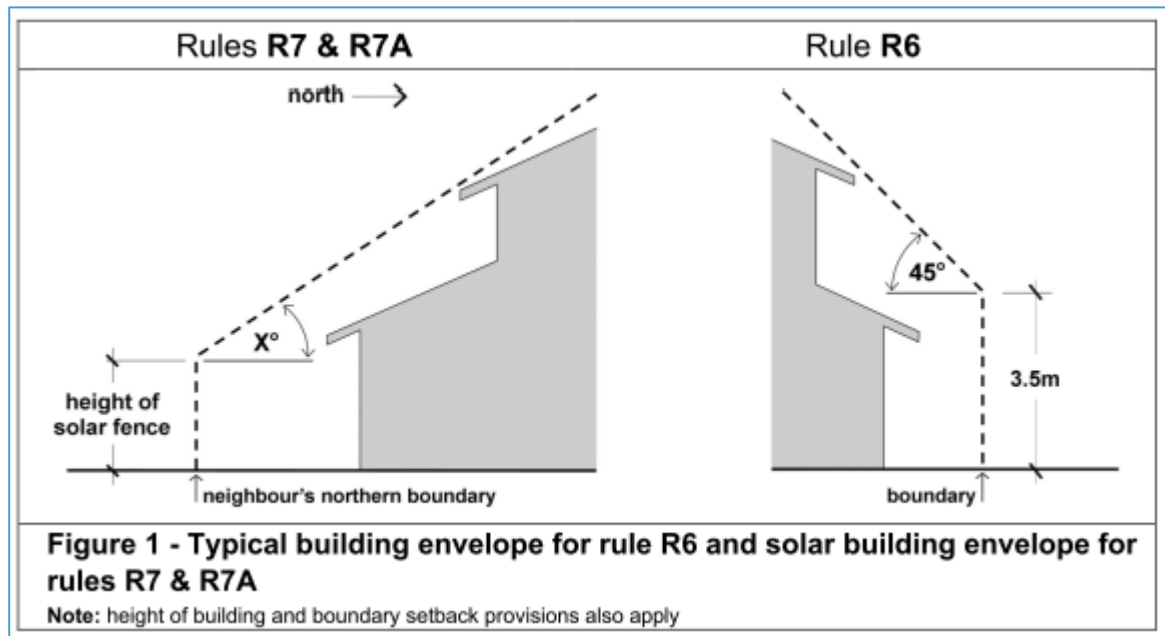 Rules R7 & R7A
Rule R6
north
X°
height of
solar fence
neighbour's northern boundary
45°
3.5m
boundary
Figure 1 - Typical building envelope for rule R6 and solar building envelope for
rules R7 & R7A
Note: height of building and boundary setback provisions also apply